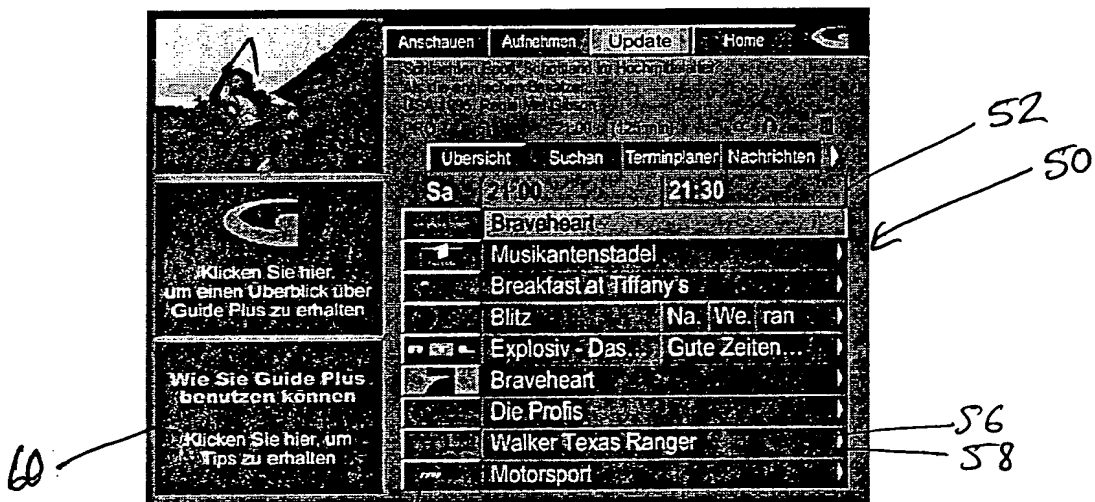 Anschauen Aufnehmen Update Home
Übersicht Suchen Terminplaner Nachrichten
Sa 21:00 21:30
Braveheart
Musikantenstadel
Breakfast at Tiffany's
Blitz Na. We. ran
Explosiv - Das... Gute Zeiten...
Braveheart
Die Profis
Walker Texas Ranger
Motorsport
Klicken Sie hier,
um einen Überblick über
Guide Plus zu erhalten
Wie Sie Guide Plus
benutzen können
Klicken Sie hier, um
Tips zu erhalten
52
50
56
58
60